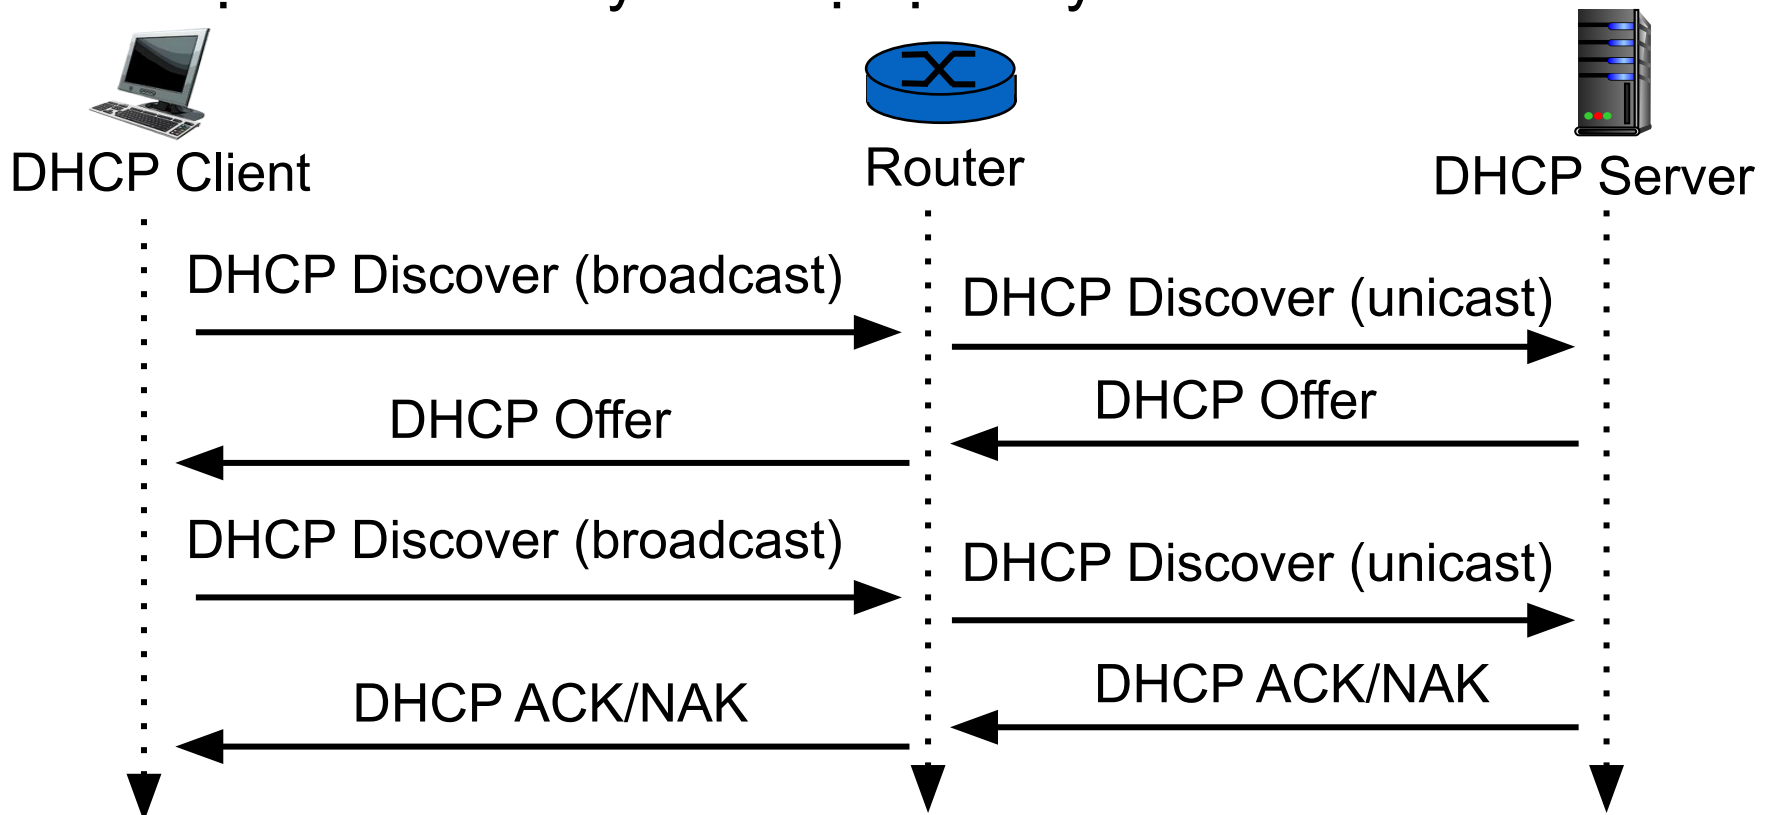 DHCP Client
Router
DHCP Server
DHCP Discover (broadcast)
DHCP Discover (unicast)
DHCP Offer
DHCP Offer
DHCP Discover (broadcast)
DHCP Discover (unicast)
DHCP ACK/NAK
DHCP ACK/NAK